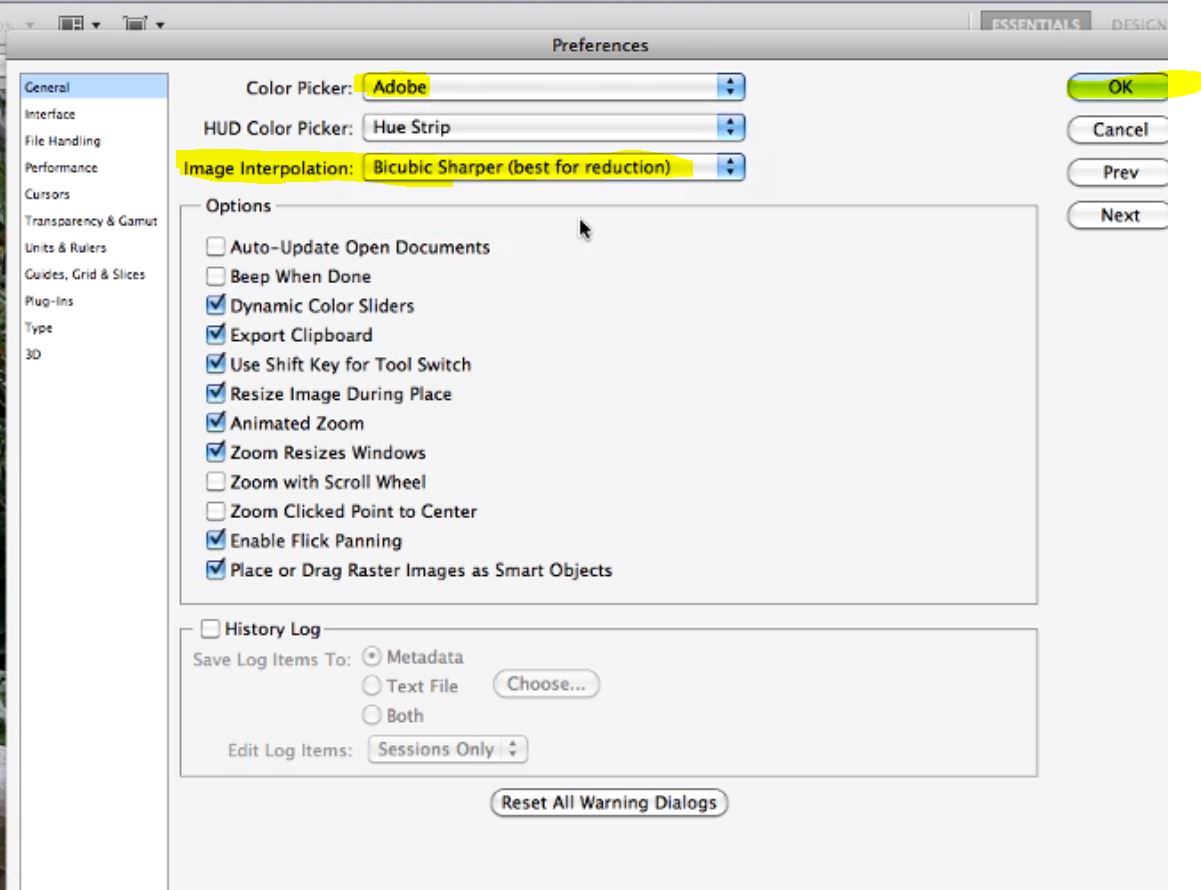 ESSENTIALS DESIGN
Preferences
General
Interface
File Handling
Performance
Cursors
Transparency & Gamut
Units & Rulers
Guides, Grid & Slices
Plug-Ins
Type
3D
Color Picker: Adobe
HUD Color Picker: Hue Strip
Image Interpolation: Bicubic Sharper (best for reduction)
Options
Auto-Update Open Documents
Beep When Done
Dynamic Color Sliders
Export Clipboard
Use Shift Key for Tool Switch
Resize Image During Place
Animated Zoom
Zoom Resizes Windows
Zoom with Scroll Wheel
Zoom Clicked Point to Center
Enable Flick Panning
Place or Drag Raster Images as Smart Objects
History Log
Save Log Items To: Metadata
Text File Choose...
Both
Edit Log Items: Sessions Only
Reset All Warning Dialogs
OK
Cancel
Prev
Next